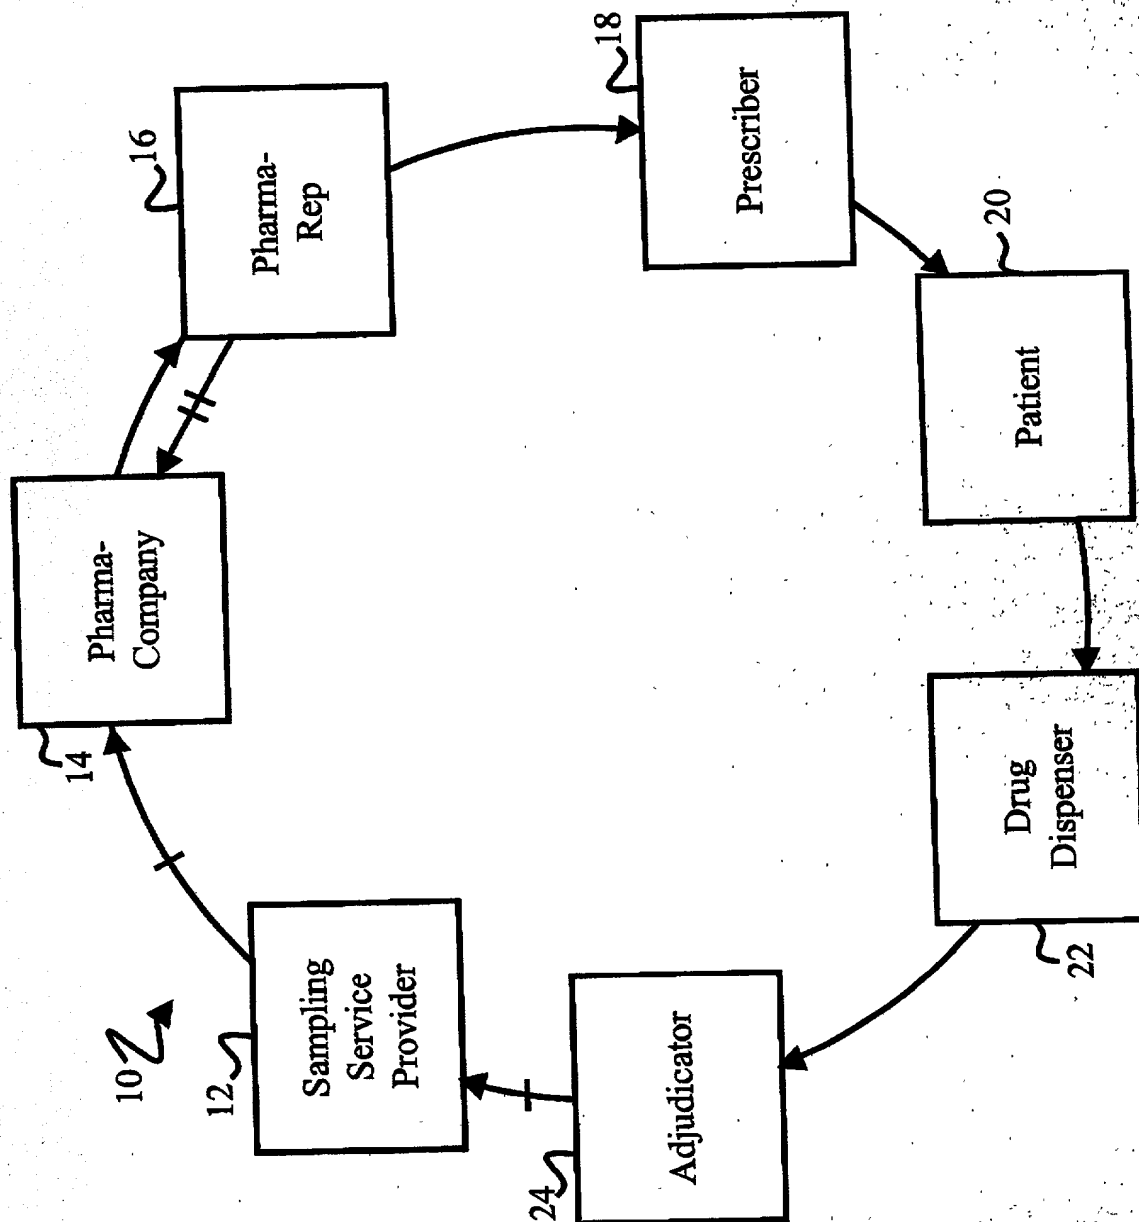 10
12
Sampling
Service
Provider
14
Pharma-
Company
16
Pharma-
Rep
18
Prescriber
20
Patient
22
Drug
Dispenser
24
Adjudicator